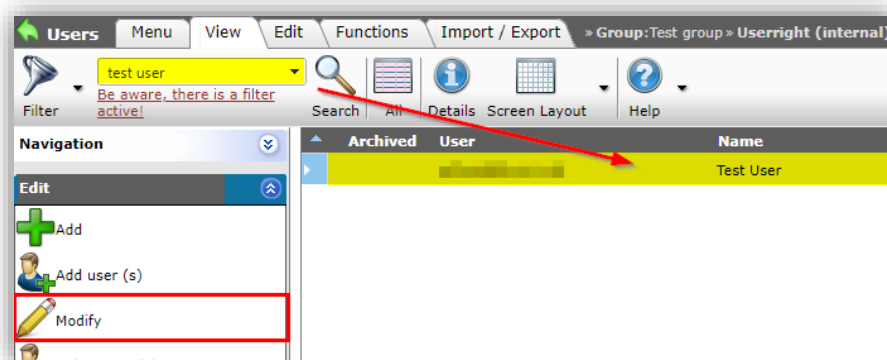 Users Menu View Edit Functions Import / Export » Group:Test group » Userright (internal)
test user
Be aware, there is a filter
active!
Filter Search All Details Screen Layout Help
Navigation
Archived User Name
Test User
Edit
Add
Add user (s)
Modify